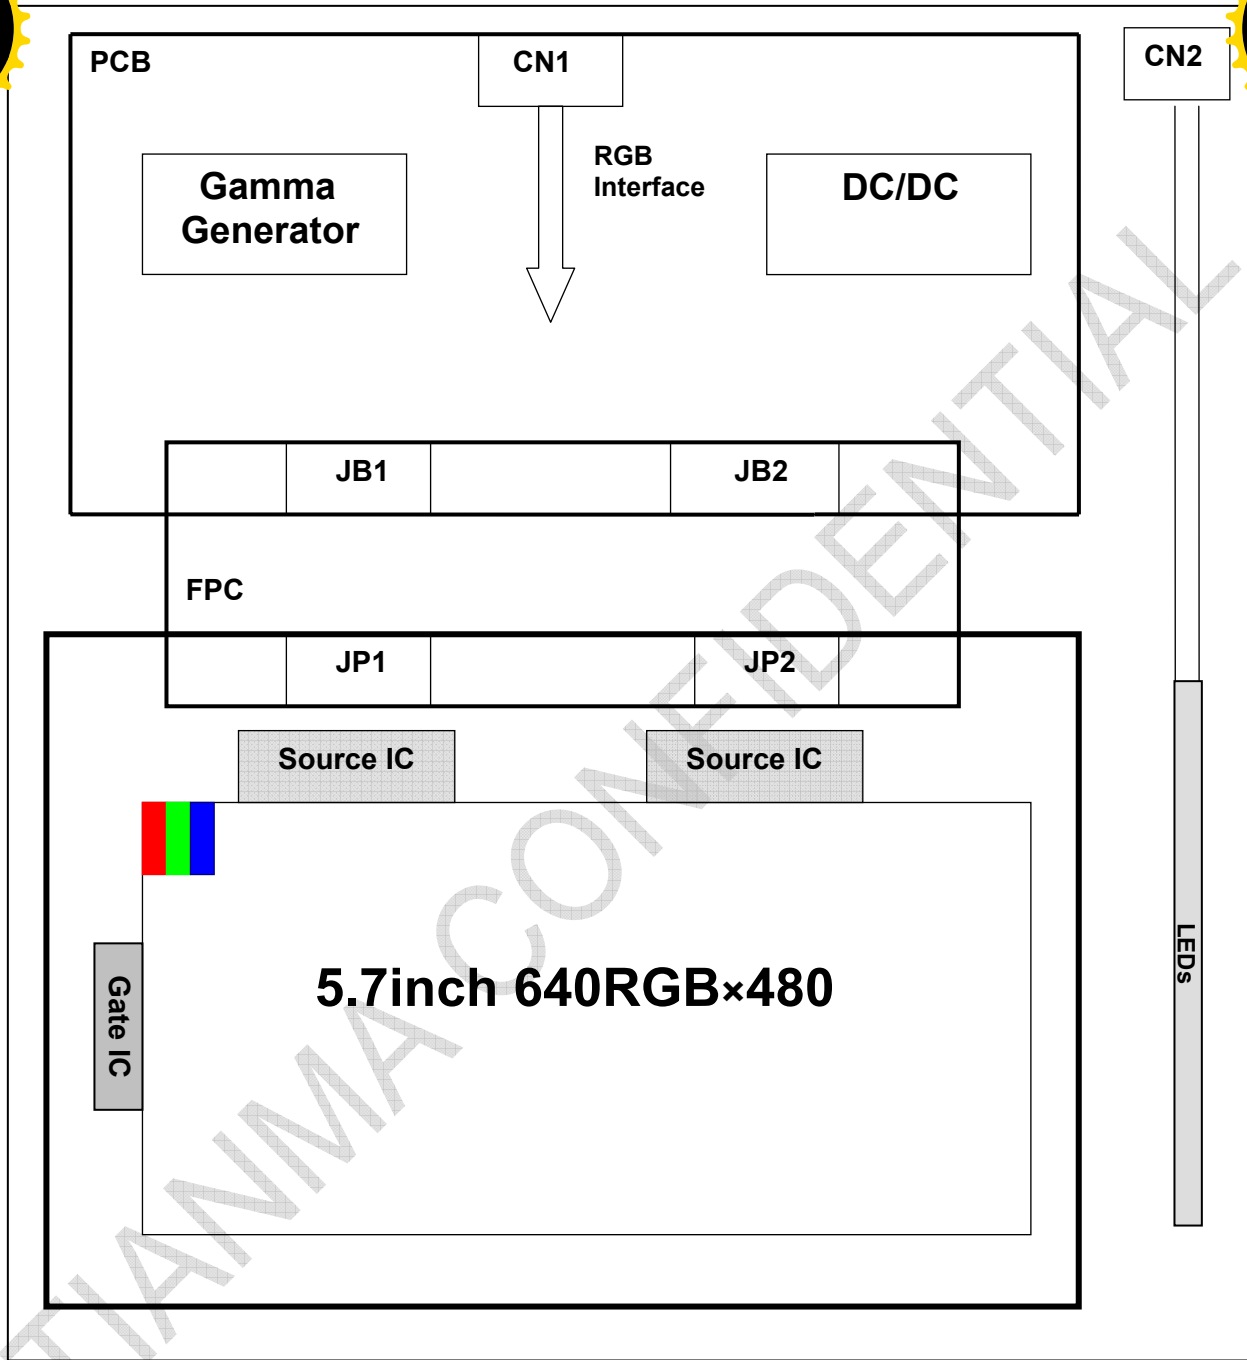 PCB
CN1
CN2
RGB
Interface
Gamma
Generator
DC/DC
JB1
JB2
FPC
JP1
JP2
Source IC
Source IC
Gate IC
5.7inch 640RGB×480
LEDs
TIANMA CONFIDENTIAL